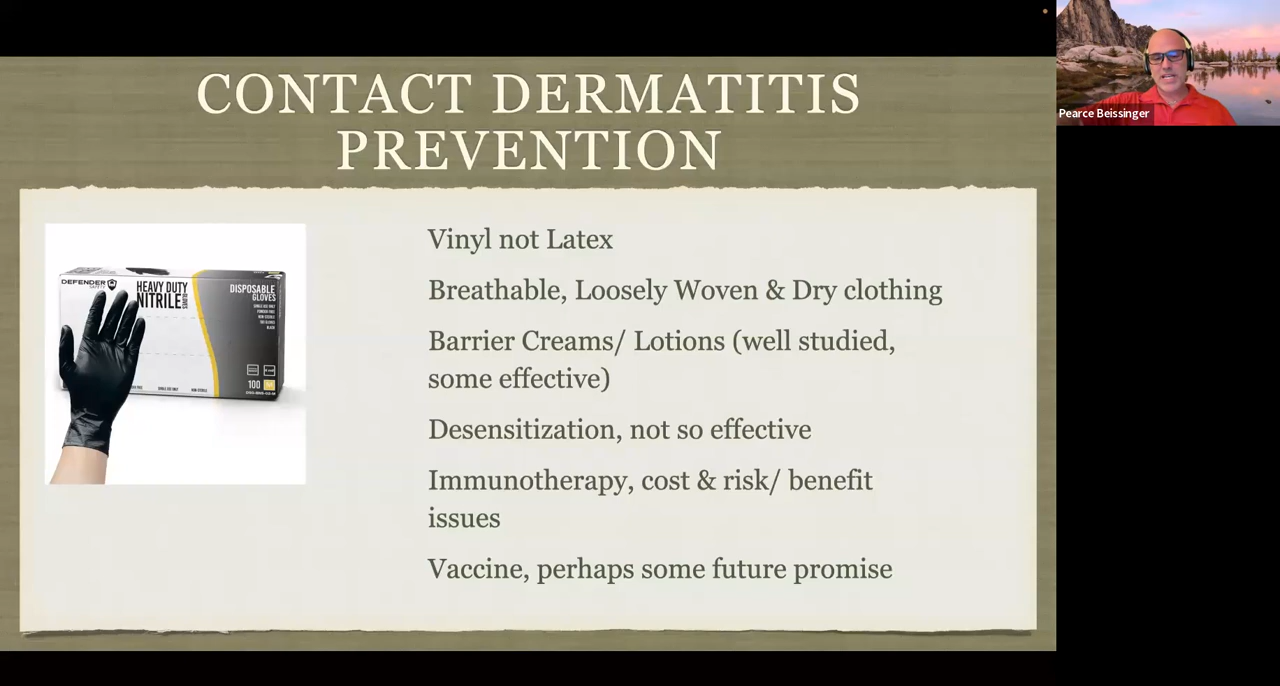 CONTACT DERMATITIS
PREVENTION
Pearce Beissinger
DEFENDER
SAFETY
HEAVY DUTY
NITRILE
GLOVES
DISPOSABLE
GLOVES
100
Vinyl not Latex
Breathable, Loosely Woven & Dry clothing
Barrier Creams/ Lotions (well studied,
some effective)
Desensitization, not so effective
Immunotherapy, cost & risk/ benefit
issues
Vaccine, perhaps some future promise